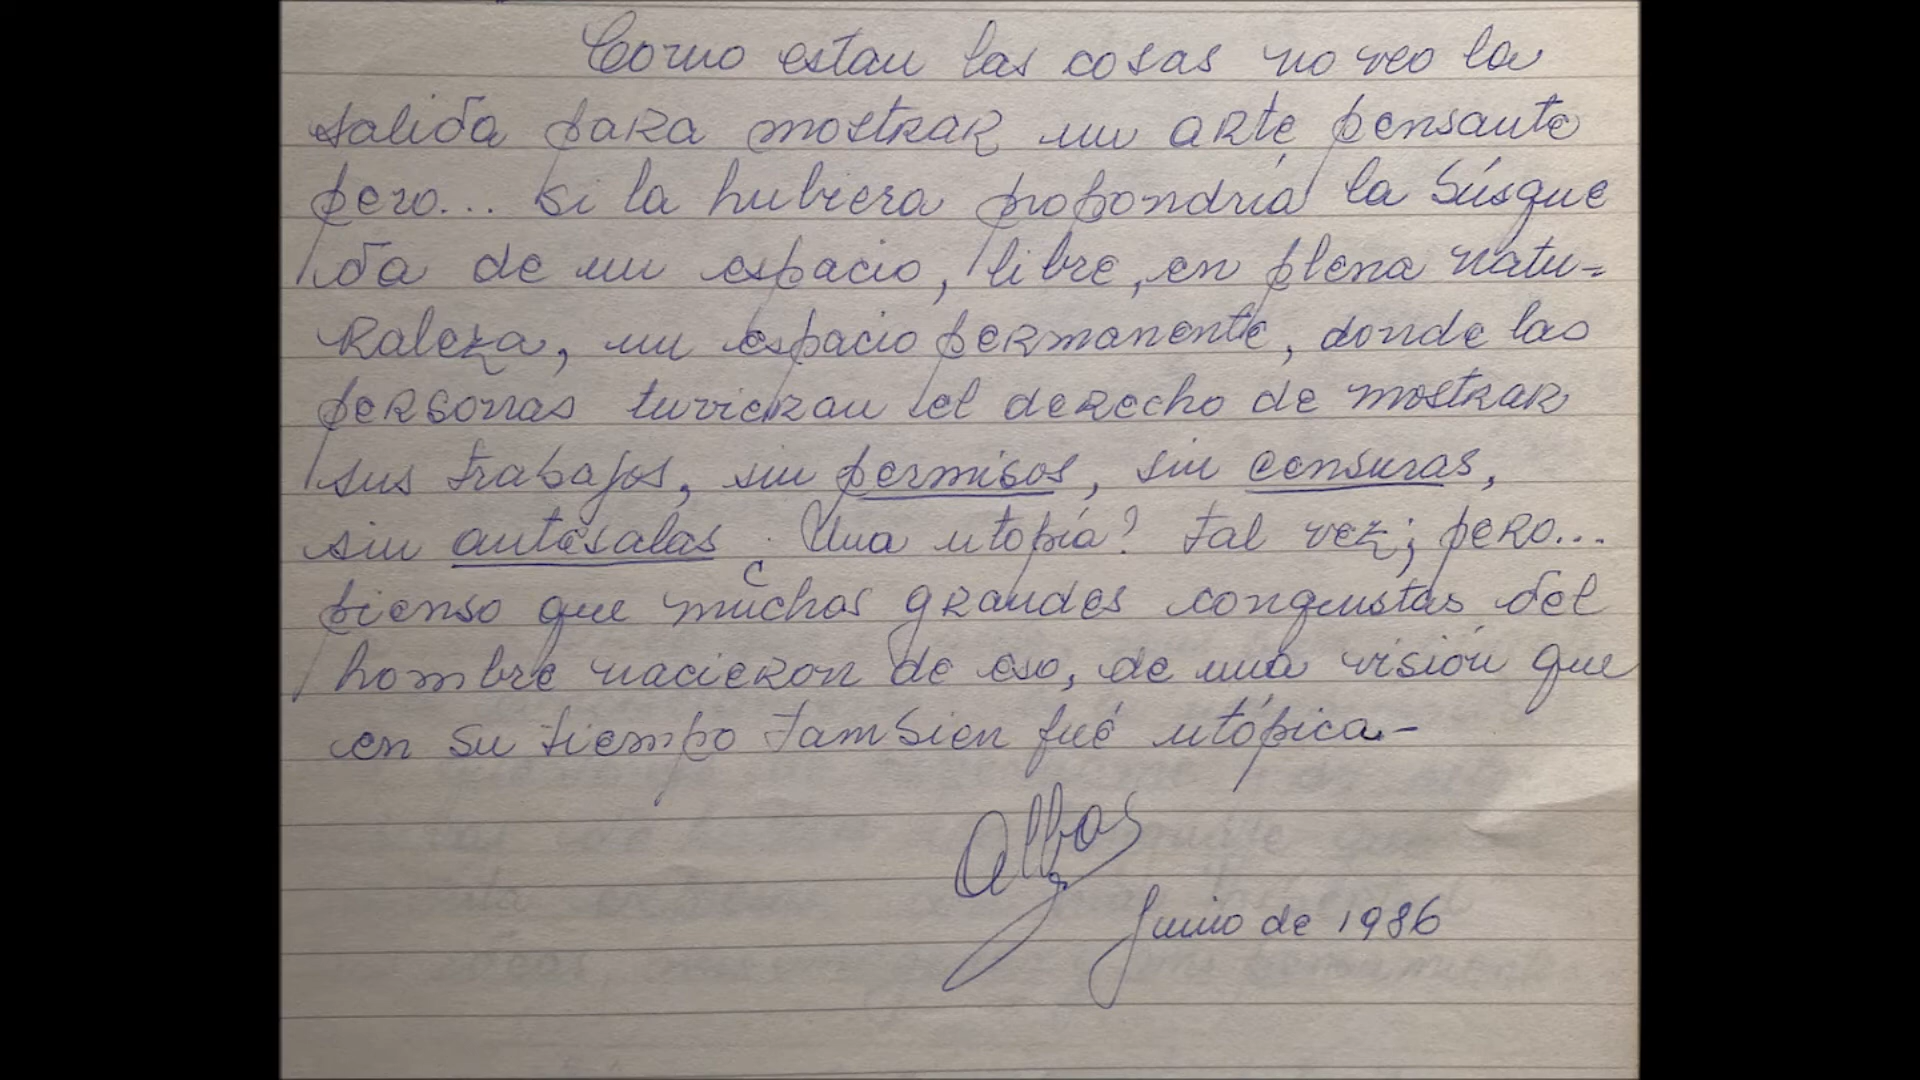 Como estan las cosas no veo la
salida para mostrar un arte pensante
pero... si la hubiera propondría la búsque
da de un espacio, libre, en plena natu=
raleza, un espacio permanente, donde las
personas tuvieran el derecho de mostrar
sus trabajos, sin permisos, sin censuras,
sin antesalas. Una utopía? Tal vez; pero...
pienso que muchas grandes conquistas del
hombre nacieron de eso, de una visión que
en su tiempo tambien fué utópica.-
Junio de 1986